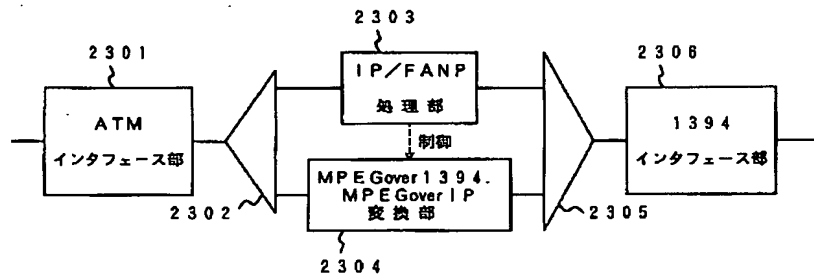 2303
2301
2306
IP/FANP
処理部
ATM
インタフェース部
1394
インタフェース部
制御
MPEGover1394.
MPEGoverIP
変換部
2302
2305
2304